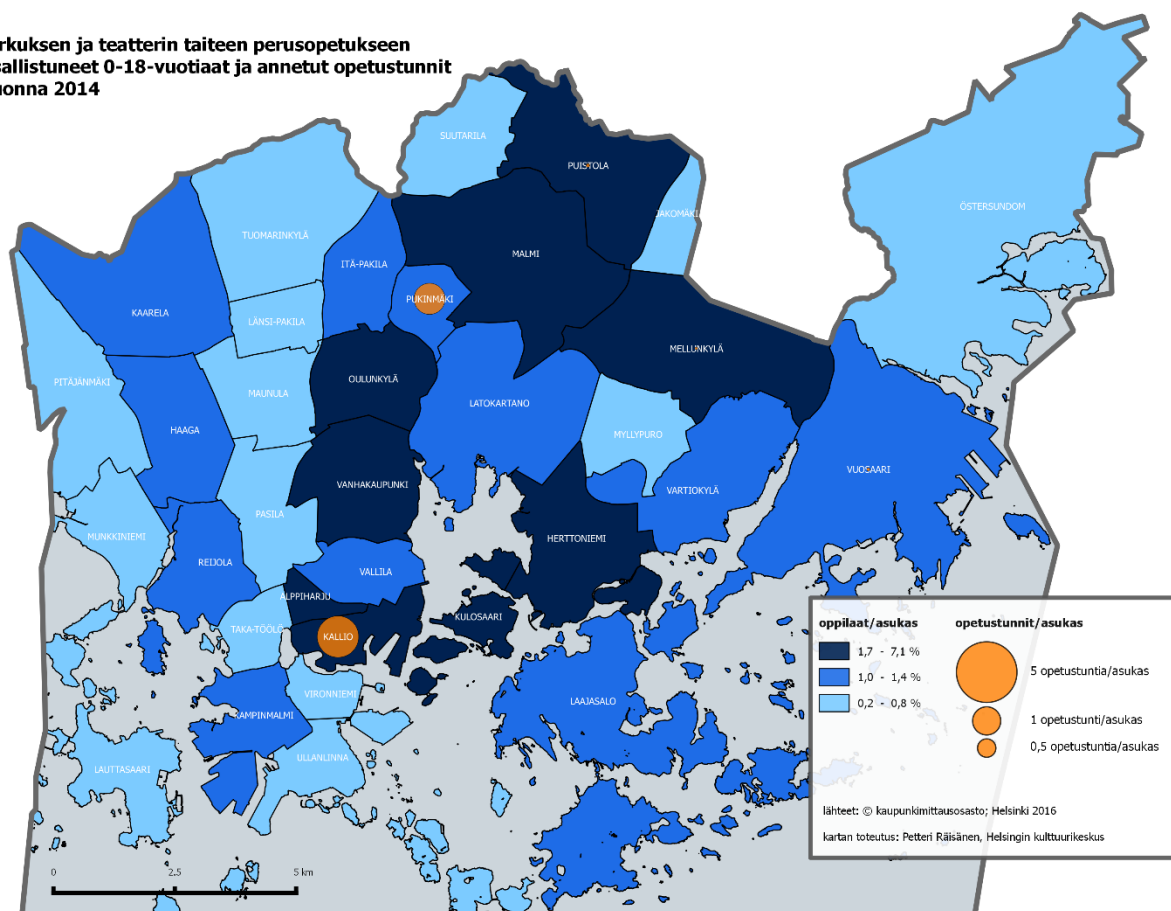 rkuksen ja teatterin taiteen perusopetukseen
sallistuneet 0-18-vuotiaat ja annetut opetustunnit
uonna 2014
SUUTARILA
PUISTOLA
JAKOMÄKI
ÖSTERSUNDOM
TUOMARINKYLÄ
ITÄ-PAKILA
MALMI
PUKINMÄKI
KAARELA
LÄNSI-PAKILA
MELLUNKYLÄ
PITÄJÄNMÄKI
OULUNKYLÄ
MAUNULA
LATOKARTANO
HAAGA
MYLLYPURO
VUOSAARI
VANHAKAUPUNKI
VARTIOKYLÄ
PASILA
MUNKKINIEMI
HERTTONIEMI
REIJOLA
VALLILA
ALPPIHARJU
KULOSAARI
TAKA-TÖÖLÖ
KALLIO
VIRONNIEMI
KAMPINMALMI
LAAJASALO
ULLANLINNA
LAUTTASAARI
oppilaat/asukas
1,7 - 7,1 %
1,0 - 1,4 %
0,2 - 0,8 %
opetustunnit/asukas
5 opetustuntia/asukas
1 opetustunti/asukas
0,5 opetustuntia/asukas
lähteet: © kaupunkimittausosasto; Helsinki 2016
kartan toteutus: Petteri Räisänen, Helsingin kulttuurikeskus
0 2.5 5 km